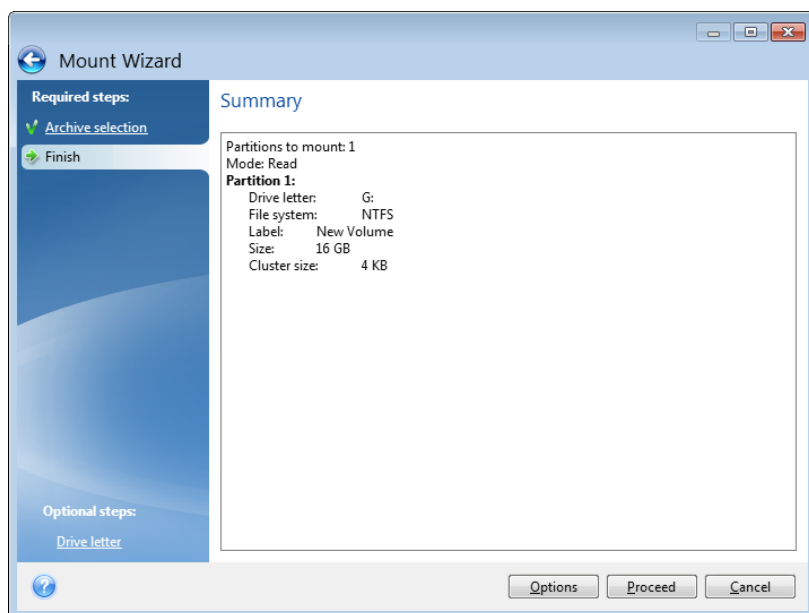 Mount Wizard
Required steps:
Archive selection
Finish
Summary
Partitions to mount: 1
Mode: Read
Partition 1:
Drive letter: G:
File system: NTFS
Label: New Volume
Size: 16 GB
Cluster size: 4 KB
Optional steps:
Drive letter
Options Proceed Cancel